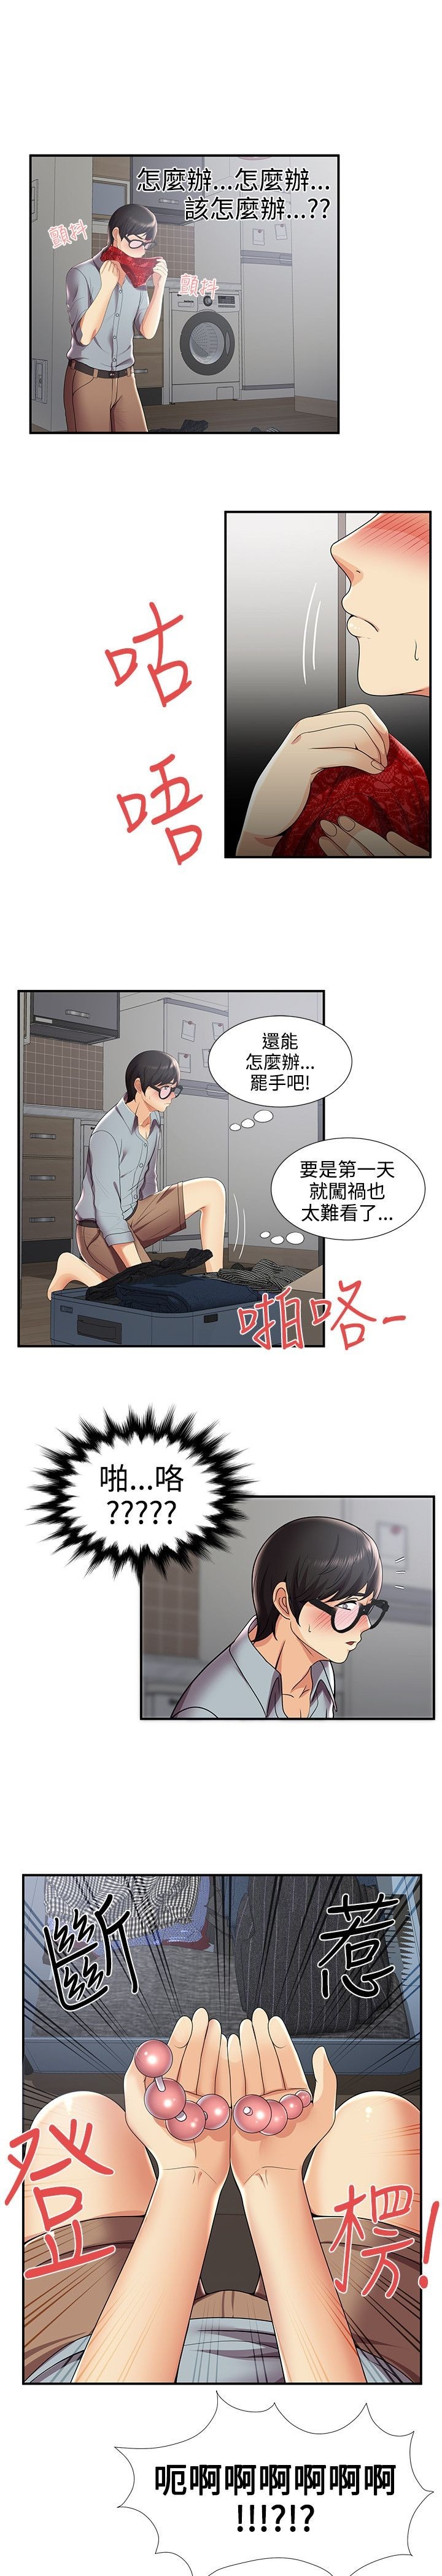 怎麼辦...怎麼辦...
該怎麼辦...??
顫抖
顫抖
咕
唔
還能
怎麼辦...
罷手吧!
要是第一天
就闖禍也
太難看了...
啪咯-
啪...咯
?????
斷
惹
登
楞!
呃啊啊啊啊啊啊
!!!?!?